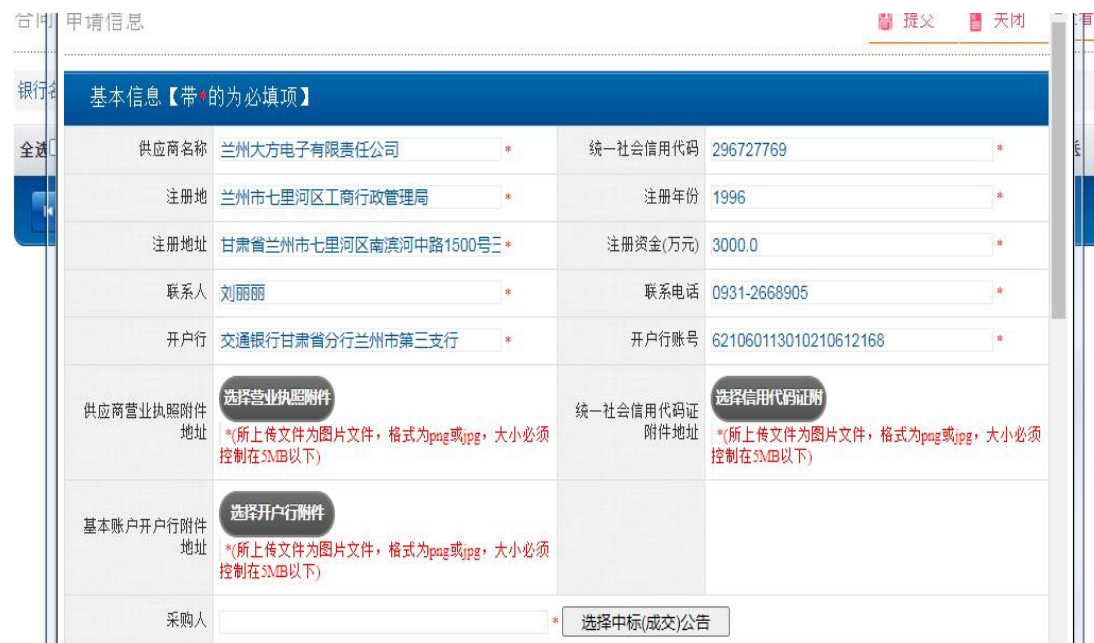 合同
申请信息
提交
关闭
看
银行名
基本信息【带*的为必填项】
全选
供应商名称 兰州大方电子有限责任公司 * 统一社会信用代码 296727769 *
注册地 兰州市七里河区工商行政管理局 * 注册年份 1996 *
注册地址 甘肃省兰州市七里河区南滨河中路1500号三 * 注册资金(万元) 3000.0 *
联系人 刘丽丽 * 联系电话 0931-2668905 *
开户行 交通银行甘肃省分行兰州市第三支行 * 开户行账号 621060113010210612168 *
供应商营业执照附件
地址
选择营业执照附件
*(所上传文件为图片文件，格式为png或jpg，大小必须
控制在5MB以下)
统一社会信用代码证
附件地址
选择信用代码证附
*(所上传文件为图片文件，格式为png或jpg，大小必须
控制在5MB以下)
基本账户开户行附件
地址
选择开户行附件
*(所上传文件为图片文件，格式为png或jpg，大小必须
控制在5MB以下)
采购人 * 选择中标(成交)公告